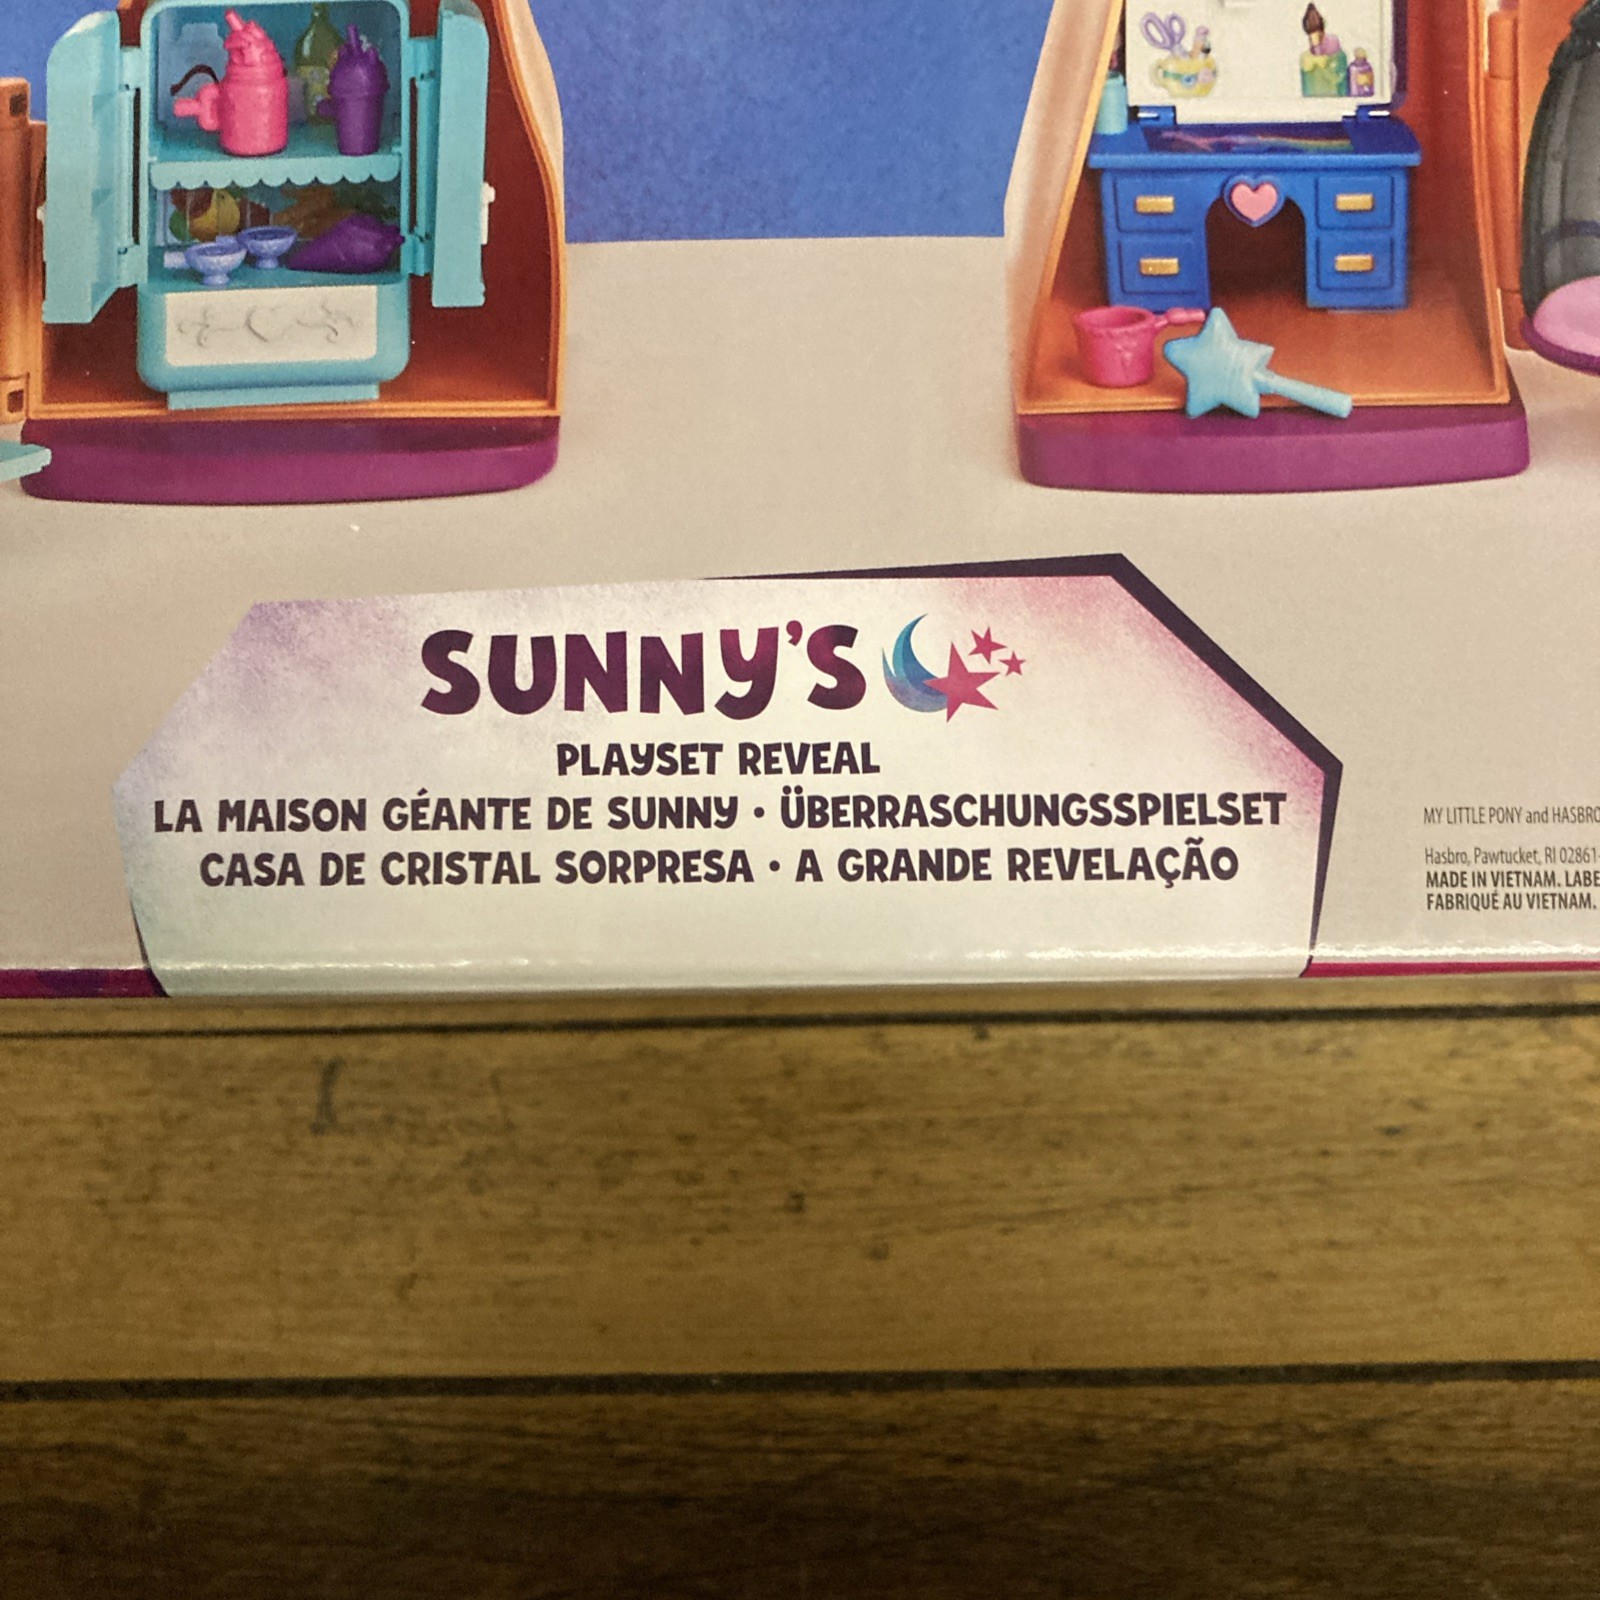 SUNNY'S
PLAYSET REVEAL
LA MAISON GÉANTE DE SUNNY • ÜBERRASCHUNGSSPIELSET
CASA DE CRISTAL SORPRESA • A GRANDE REVELAÇÃO
MY LITTLE PONY and HASBRO
Hasbro, Pawtucket, RI 02861-
MADE IN VIETNAM. LABE
FABRIQUÉ AU VIETNAM.